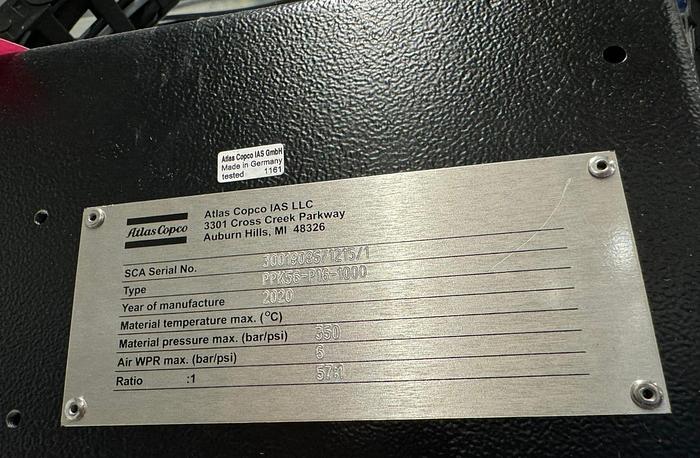 Atlas Copco IAS GmbH
Made in Germany
tested 1161
Atlas Copco
Atlas Copco IAS LLC
3301 Cross Creek Parkway
Auburn Hills, MI 48326
SCA Serial No.
Type PPK56-P16-1000
Year of manufacture 2020
Material temperature max. (°C)
Material pressure max. (bar/psi) 350
Air WPR max. (bar/psi) 6
Ratio :1 57:1